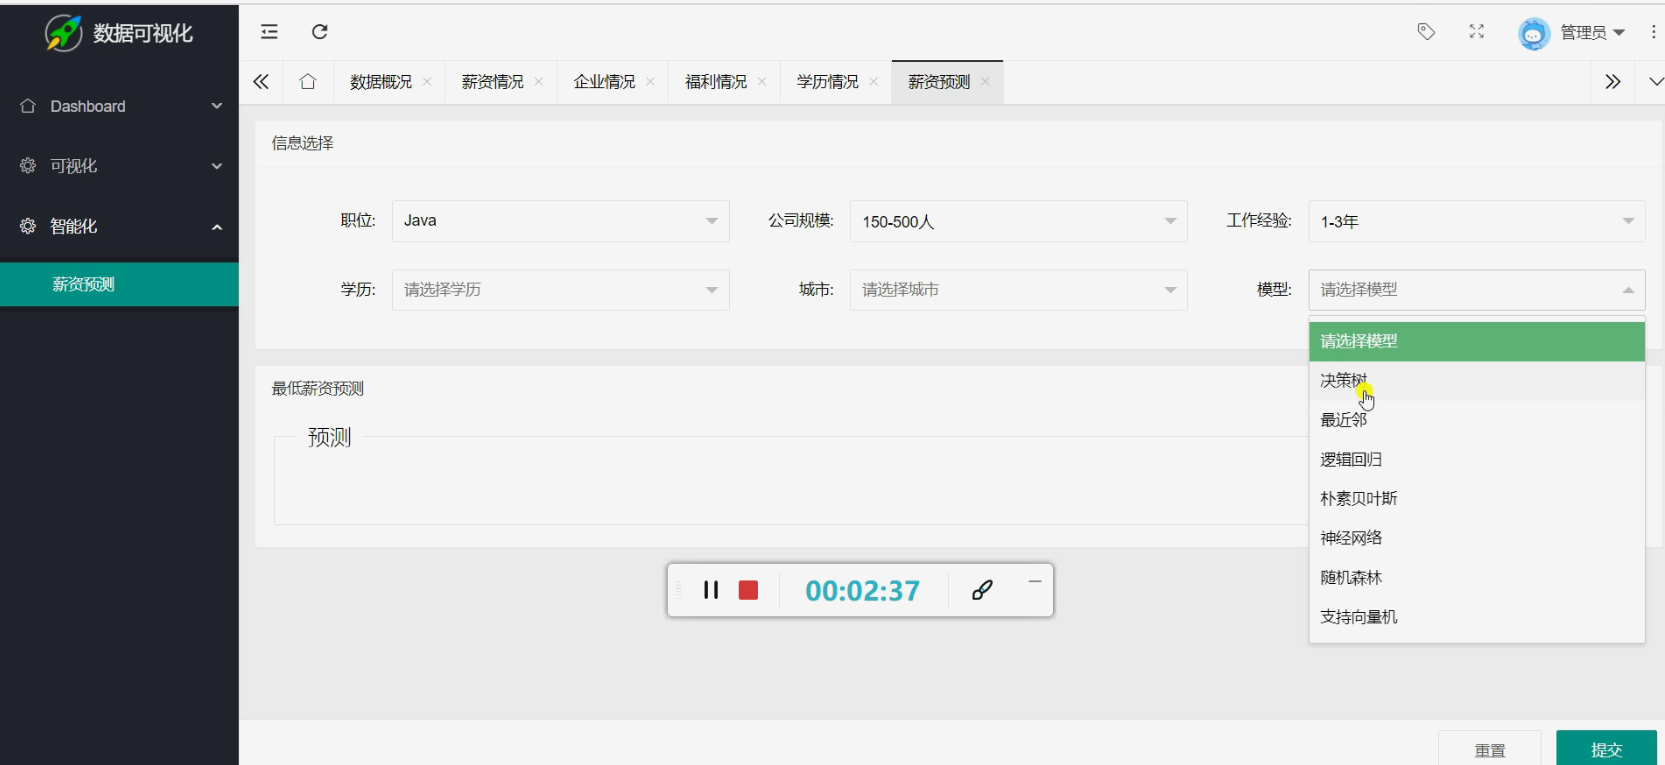 数据可视化
管理员
Dashboard
可视化
智能化
薪资预测
数据概况 薪资情况 企业情况 福利情况 学历情况 薪资预测
信息选择
职位: Java 公司规模: 150-500人 工作经验: 1-3年
学历: 请选择学历 城市: 请选择城市 模型: 请选择模型
请选择模型
决策树
最近邻
逻辑回归
朴素贝叶斯
神经网络
随机森林
支持向量机
最低薪资预测
预测
00:02:37
重置 提交